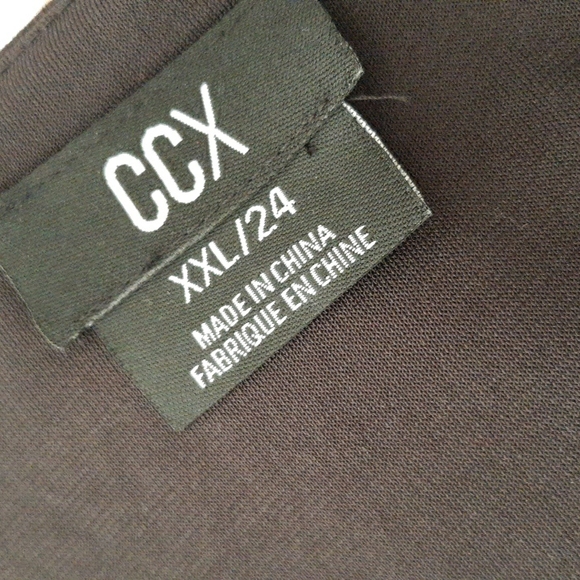 CCX
XXL/24
MADE IN CHINA
FABRIQUE EN CHINE